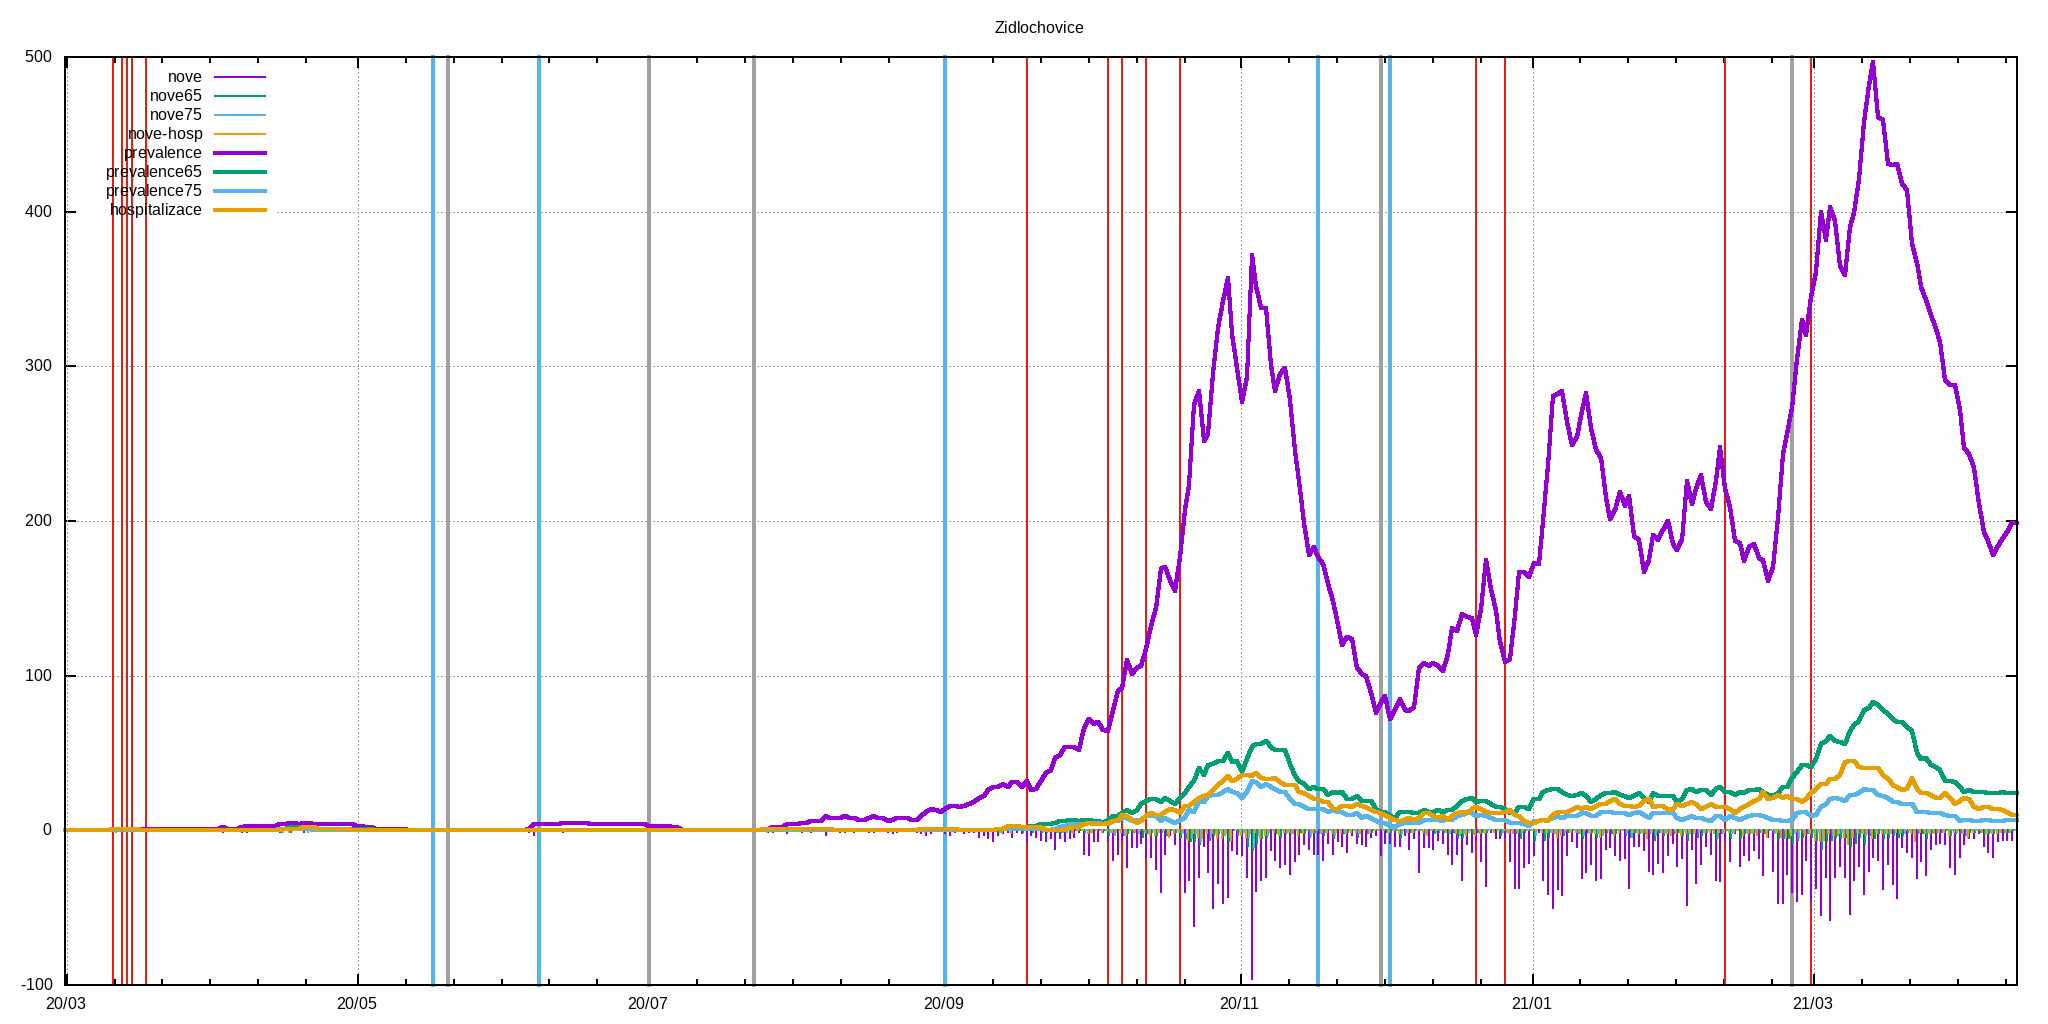 Zidlochovice
500
400
300
200
100
0
-100
nove
nove65
nove75
nove-hosp
prevalence
prevalence65
prevalence75
hospitalizace
20/03 20/05 20/07 20/09 20/11 21/01 21/03